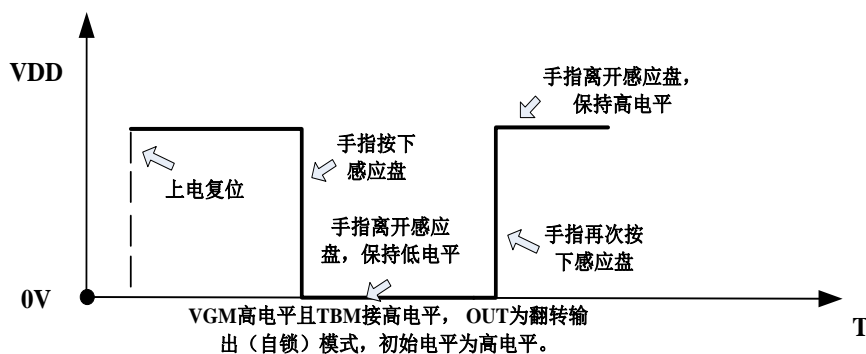 VDD
手指离开感应盘，
保持高电平
手指按下
感应盘
上电复位
手指离开感应
盘，保持低电平
手指再次按
下感应盘
0V
T
VGM高电平且TBM接高电平， OUT为翻转输
出（自锁）模式，初始电平为高电平。